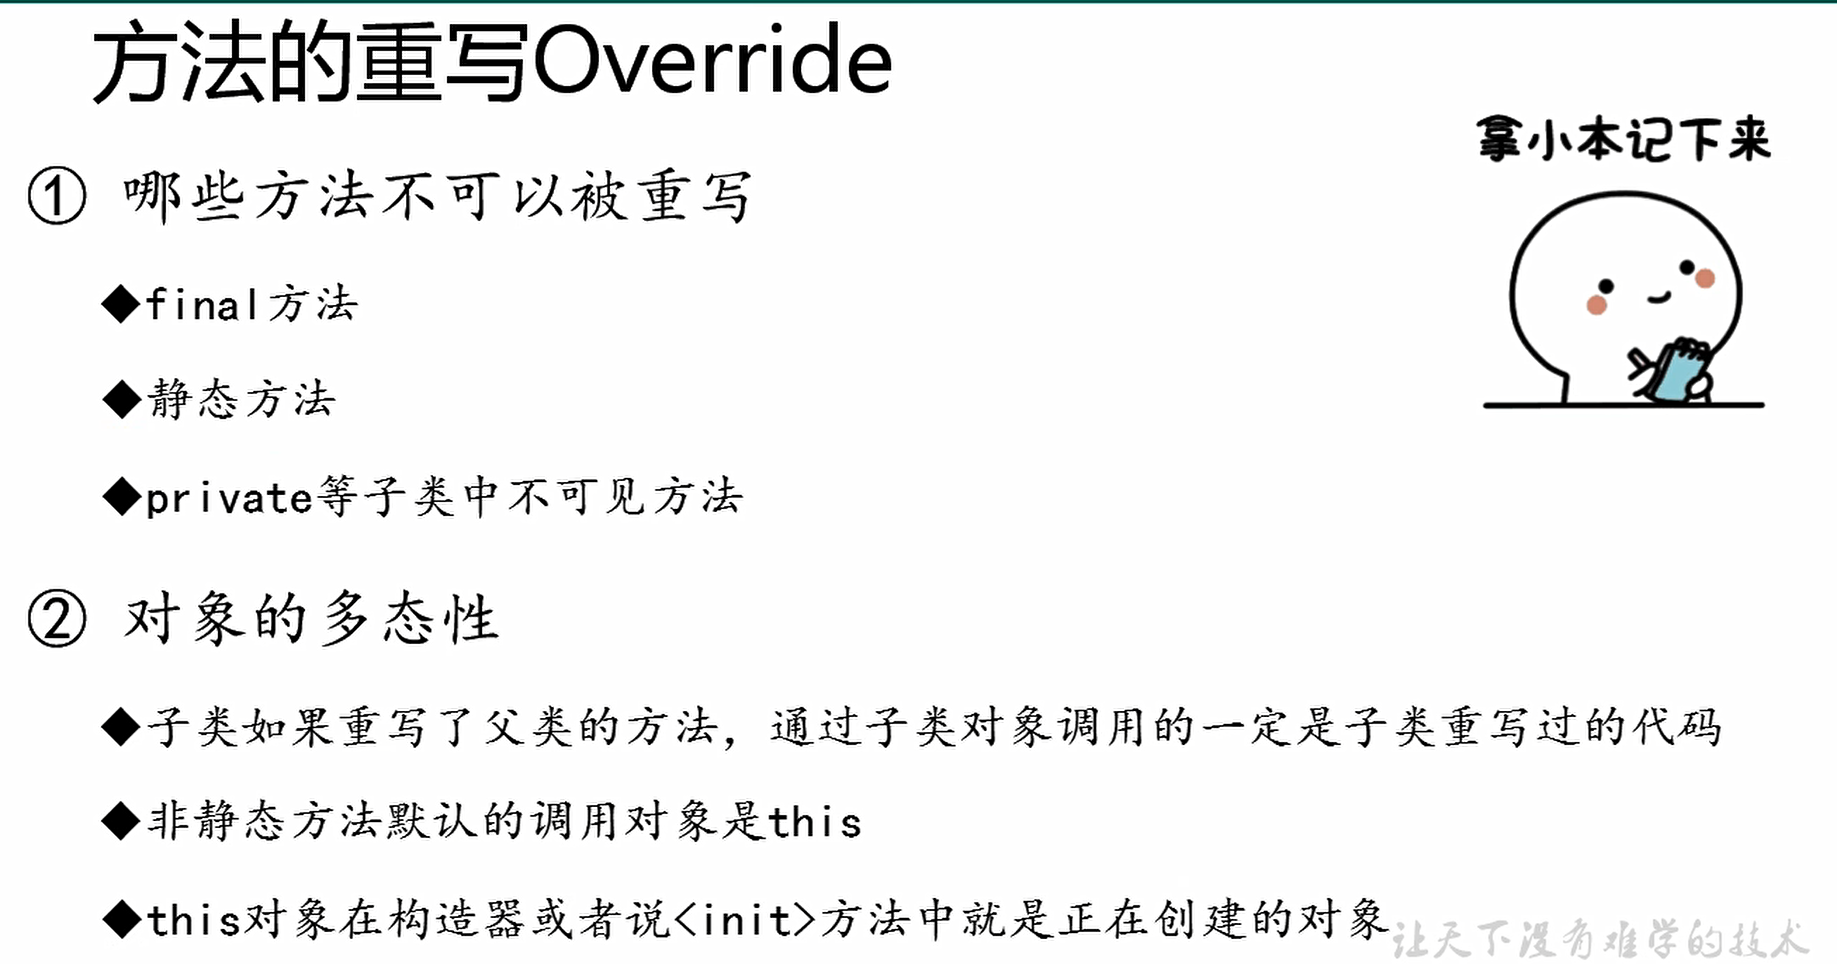 方法的重写Override
拿小本记下来
① 哪些方法不可以被重写
◆final方法
◆静态方法
◆private等子类中不可见方法
② 对象的多态性
◆子类如果重写了父类的方法，通过子类对象调用的一定是子类重写过的代码
◆非静态方法默认的调用对象是this
◆this对象在构造器或者说<init>方法中就是正在创建的对象
让天下没有难学的技术